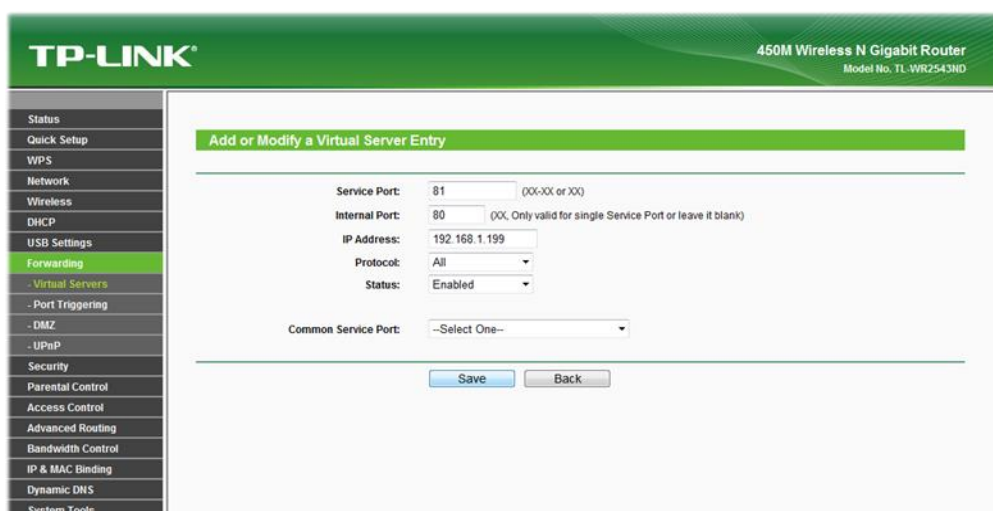 TP-LINK®
450M Wireless N Gigabit Router
Model No. TL-WR2543ND
Status
Quick Setup
WPS
Network
Wireless
DHCP
USB Settings
Forwarding
- Virtual Servers
- Port Triggering
- DMZ
- UPnP
Security
Parental Control
Access Control
Advanced Routing
Bandwidth Control
IP & MAC Binding
Dynamic DNS
System Tools
Add or Modify a Virtual Server Entry
Service Port: 81 (XX-XX or XX)
Internal Port: 80 (XX, Only valid for single Service Port or leave it blank)
IP Address: 192.168.1.199
Protocol: All
Status: Enabled
Common Service Port: --Select One--
Save Back